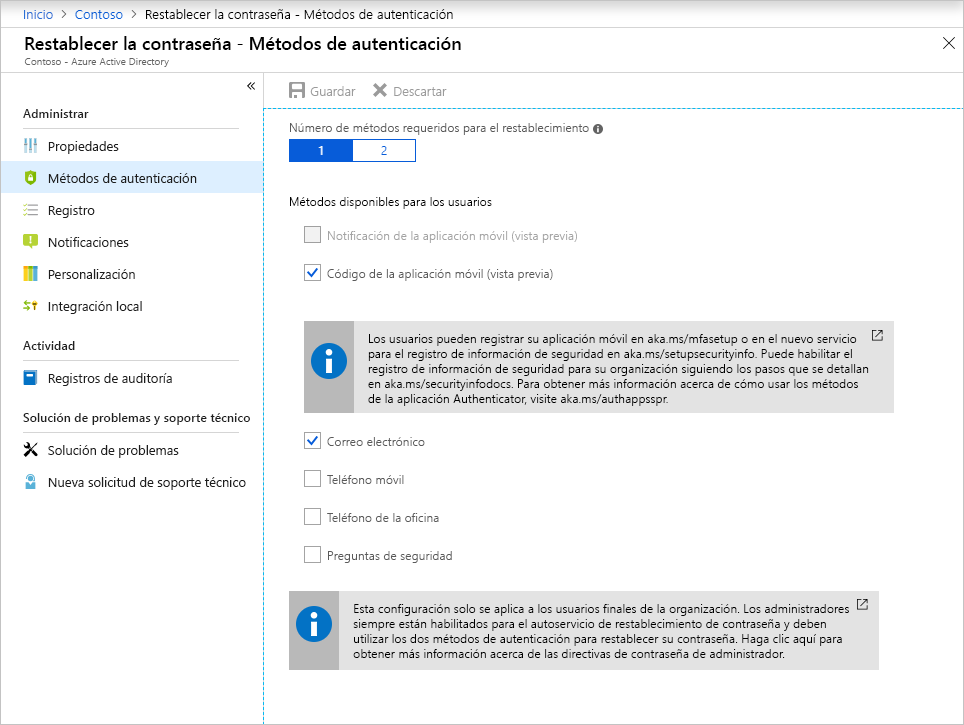 Inicio > Contoso > Restablecer la contraseña - Métodos de autenticación
Restablecer la contraseña - Métodos de autenticación
Contoso - Azure Active Directory
Administrar
Propiedades
Métodos de autenticación
Registro
Notificaciones
Personalización
Integración local
Actividad
Registros de auditoría
Solución de problemas y soporte técnico
Solución de problemas
Nueva solicitud de soporte técnico
Guardar Descartar
Número de métodos requeridos para el restablecimiento
1 2
Métodos disponibles para los usuarios
Notificación de la aplicación móvil (vista previa)
Código de la aplicación móvil (vista previa)
Los usuarios pueden registrar su aplicación móvil en aka.ms/mfasetup o en el nuevo servicio
para el registro de información de seguridad en aka.ms/setupsecurityinfo. Puede habilitar el
registro de información de seguridad para su organización siguiendo los pasos que se detallan
en aka.ms/securityinfodocs. Para obtener más información acerca de cómo usar los métodos
de la aplicación Authenticator, visite aka.ms/authappsspr.
Correo electrónico
Teléfono móvil
Teléfono de la oficina
Preguntas de seguridad
Esta configuración solo se aplica a los usuarios finales de la organización. Los administradores
siempre están habilitados para el autoservicio de restablecimiento de contraseña y deben
utilizar los dos métodos de autenticación para restablecer su contraseña. Haga clic aquí para
obtener más información acerca de las directivas de contraseña de administrador.